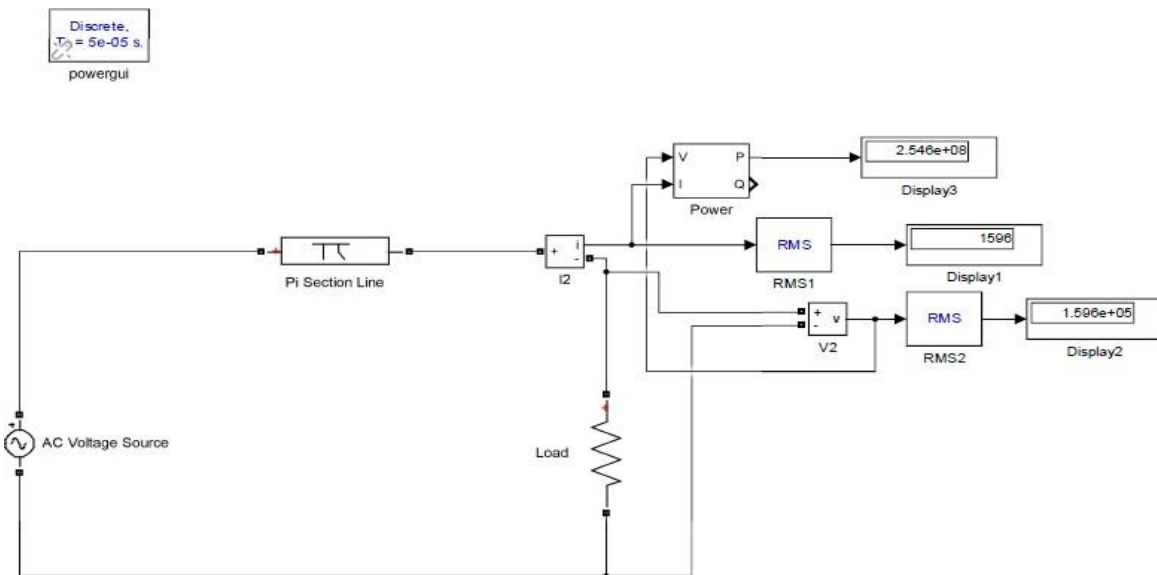 Discrete,
= 5e-05 s.
powergui
V
P
2.546e+08
I
Q
Display3
Power
RMS
1596
+
i
-
Pi Section Line
I2
RMS1
Display1
+
v
-
RMS
1.596e+05
V2
RMS2
Display2
+
AC Voltage Source
Load